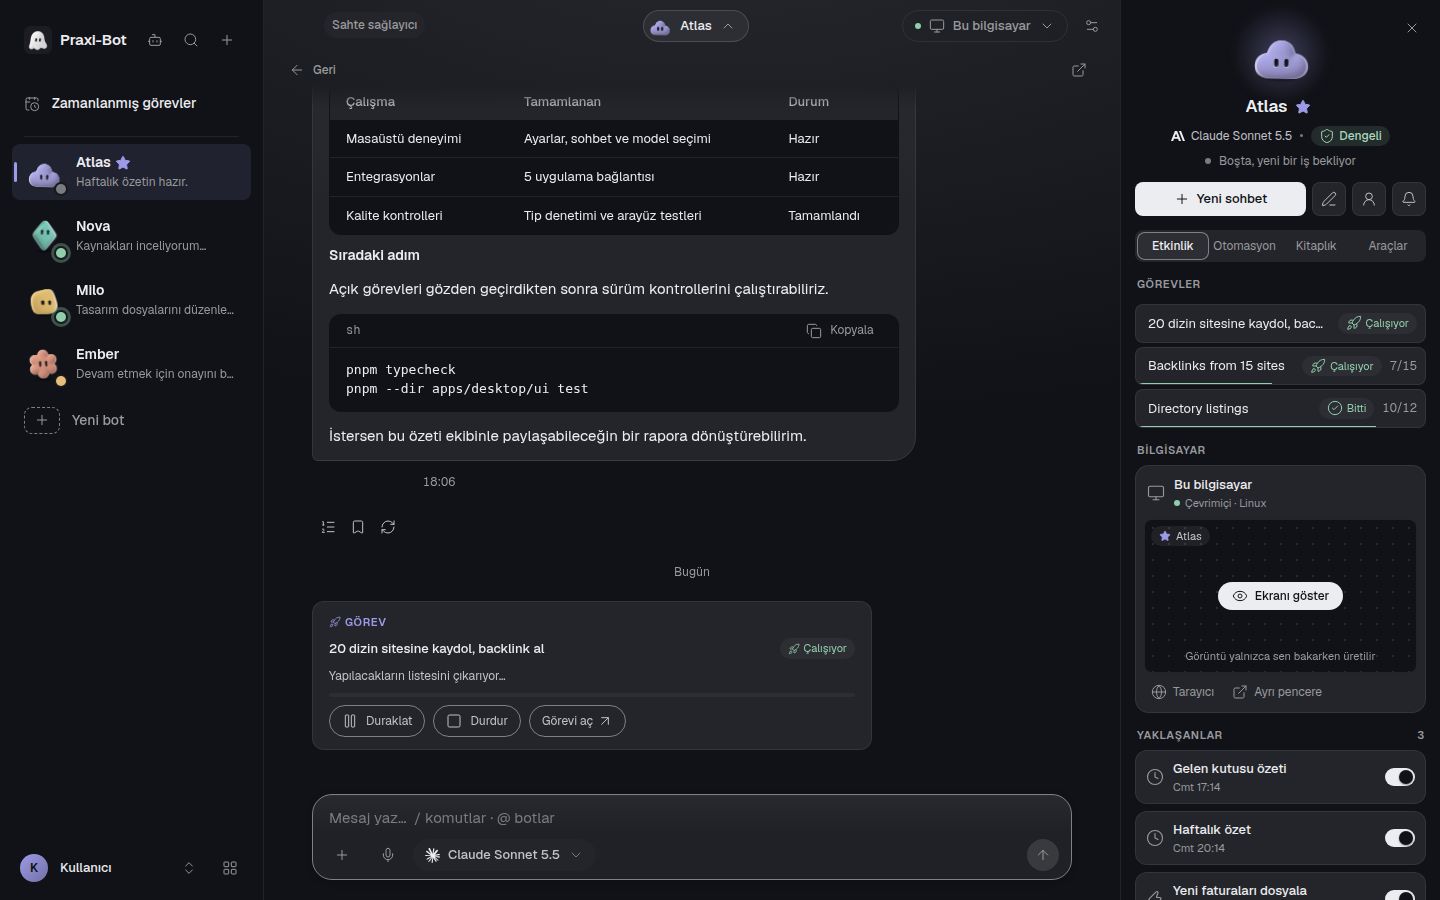 Praxi-Bot
Zamanlanmış görevler
Atlas
Haftalık özetin hazır.
Nova
Kaynakları inceliyorum…
Milo
Tasarım dosyalarını düzenle…
Ember
Devam etmek için onayını b…
Yeni bot
K
Kullanıcı
Sahte sağlayıcı
Atlas
Bu bilgisayar
Geri
Çalışma Tamamlanan Durum
Masaüstü deneyimi Ayarlar, sohbet ve model seçimi Hazır
Entegrasyonlar 5 uygulama bağlantısı Hazır
Kalite kontrolleri Tip denetimi ve arayüz testleri Tamamlandı
Sıradaki adım
Açık görevleri gözden geçirdikten sonra sürüm kontrollerini çalıştırabiliriz.
sh Kopyala
pnpm typecheck
pnpm --dir apps/desktop/ui test
İstersen bu özeti ekibinle paylaşabileceğin bir rapora dönüştürebilirim.
18:06
Bugün
GÖREV
20 dizin sitesine kaydol, backlink al Çalışıyor
Yapılacakların listesini çıkarıyor…
Duraklat Durdur Görevi aç
Mesaj yaz… / komutlar · @ botlar
Claude Sonnet 5.5
Atlas
Claude Sonnet 5.5 • Dengeli
Boşta, yeni bir iş bekliyor
Yeni sohbet
Etkinlik Otomasyon Kitaplık Araçlar
GÖREVLER
20 dizin sitesine kaydol, bac… Çalışıyor
Backlinks from 15 sites Çalışıyor 7/15
Directory listings Bitti 10/12
BİLGİSAYAR
Bu bilgisayar
Çevrimiçi · Linux
Atlas
Ekranı göster
Görüntü yalnızca sen bakarken üretilir
Tarayıcı Ayrı pencere
YAKLAŞANLAR 3
Gelen kutusu özeti
Cmt 17:14
Haftalık özet
Cmt 20:14
Yeni faturaları dosyala